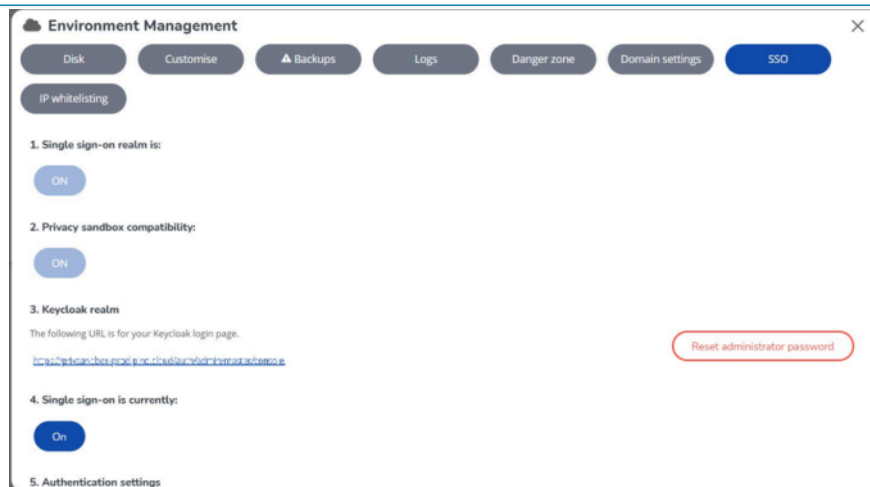 Environment Management
Disk Customise Backups Logs Danger zone Domain settings SSO
IP whitelisting
1. Single sign-on realm is:
ON
2. Privacy sandbox compatibility:
ON
3. Keycloak realm
The following URL is for your Keycloak login page.
Reset administrator password
4. Single sign-on is currently:
On
5. Authentication settings